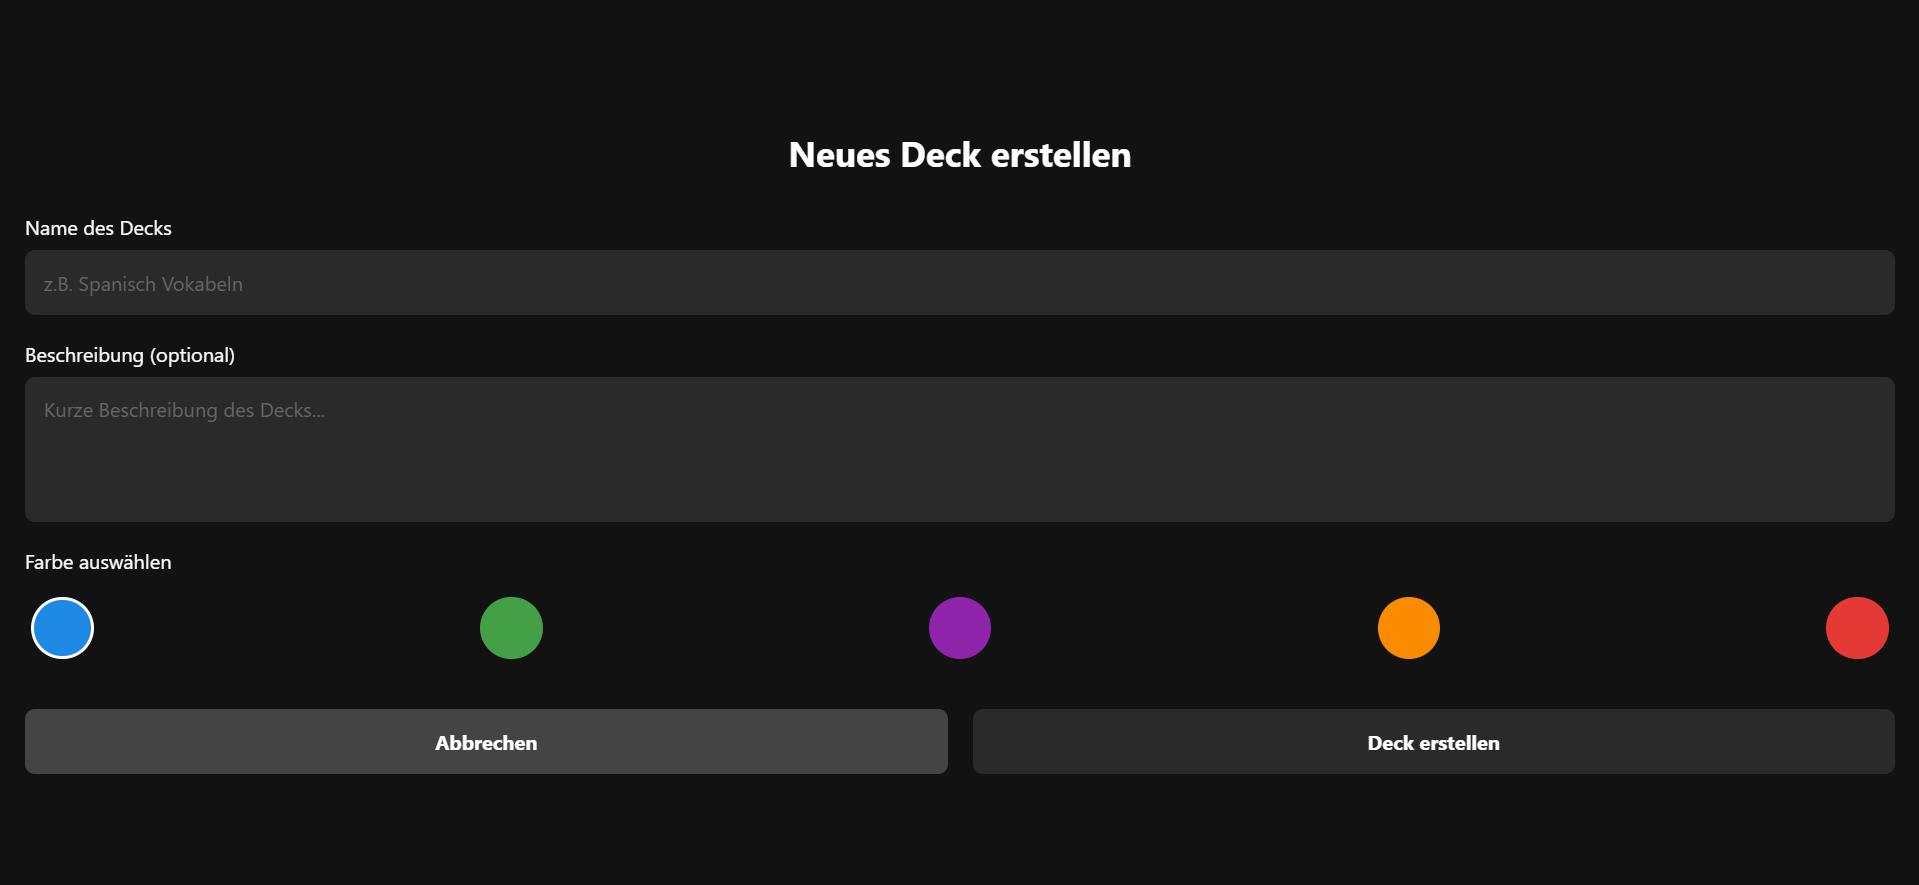 Neues Deck erstellen
Name des Decks
z.B. Spanisch Vokabeln
Beschreibung (optional)
Kurze Beschreibung des Decks...
Farbe auswählen
Abbrechen
Deck erstellen